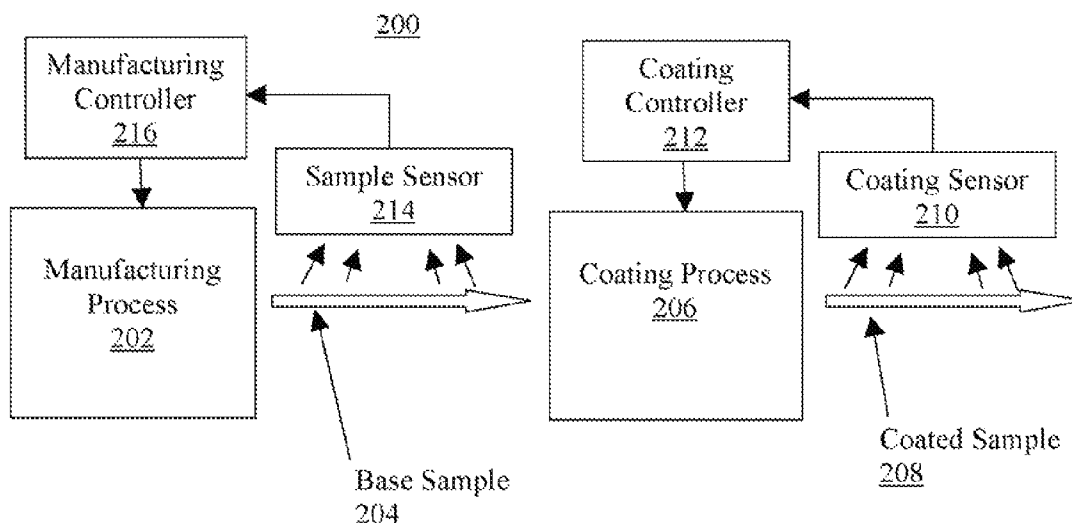 200
Manufacturing
Controller
216
Coating
Controller
212
Sample Sensor
214
Coating Sensor
210
Manufacturing
Process
202
Coating Process
206
Base Sample
204
Coated Sample
208